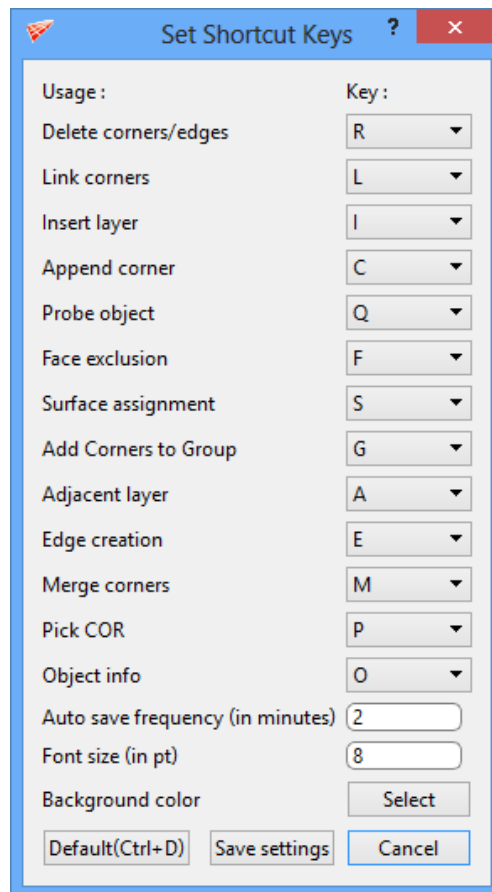 Set Shortcut Keys ? ×
Usage : Key :
Delete corners/edges R
Link corners L
Insert layer I
Append corner C
Probe object Q
Face exclusion F
Surface assignment S
Add Corners to Group G
Adjacent layer A
Edge creation E
Merge corners M
Pick COR P
Object info O
Auto save frequency (in minutes) 2
Font size (in pt) 8
Background color Select
Default(Ctrl+D) Save settings Cancel